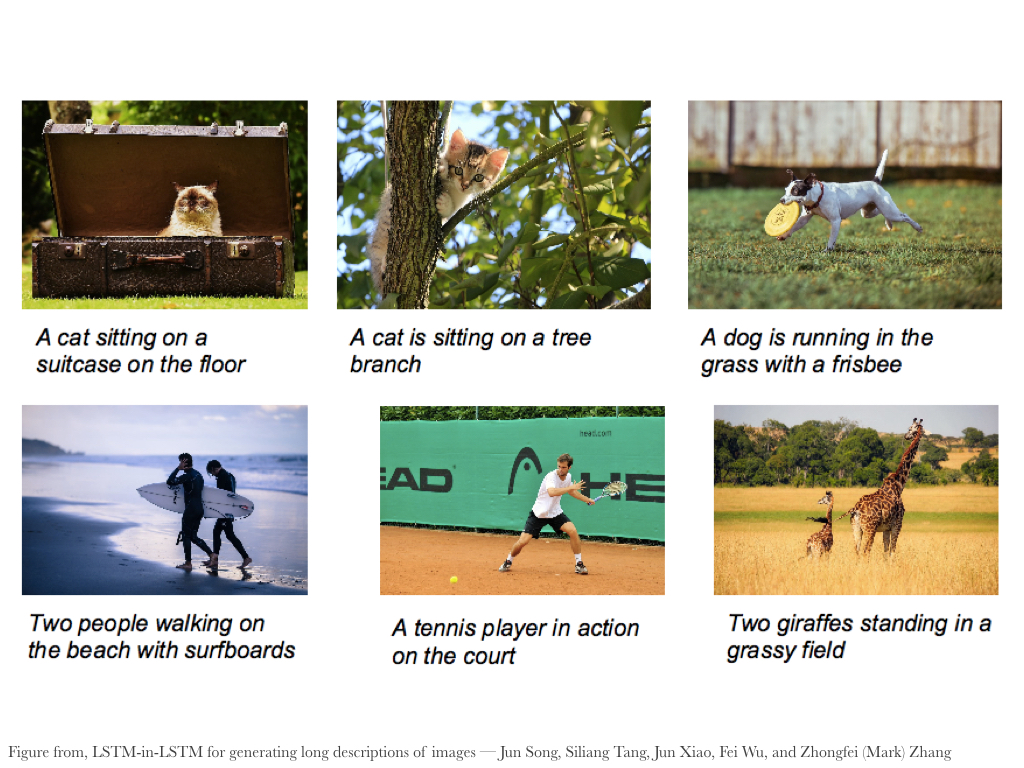 A cat sitting on a
suitcase on the floor
A cat is sitting on a tree
branch
A dog is running in the
grass with a frisbee
head.com
EAD
HE
Two people walking on
the beach with surfboards
A tennis player in action
on the court
Two giraffes standing in a
grassy field
Figure from, LSTM-in-LSTM for generating long descriptions of images — Jun Song, Siliang Tang, Jun Xiao, Fei Wu, and Zhongfei (Mark) Zhang